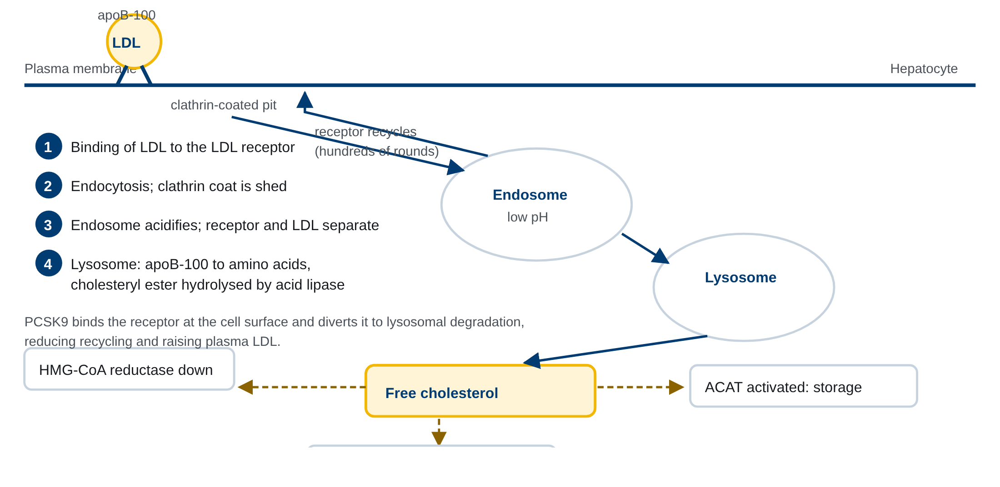 apoB-100
LDL
Plasma membrane
Hepatocyte
clathrin-coated pit
receptor recycles
(hundreds of rounds)
1 Binding of LDL to the LDL receptor
2 Endocytosis; clathrin coat is shed
3 Endosome acidifies; receptor and LDL separate
4 Lysosome: apoB-100 to amino acids,
cholesteryl ester hydrolysed by acid lipase
Endosome
low pH
Lysosome
PCSK9 binds the receptor at the cell surface and diverts it to lysosomal degradation,
reducing recycling and raising plasma LDL.
HMG-CoA reductase down
Free cholesterol
ACAT activated: storage